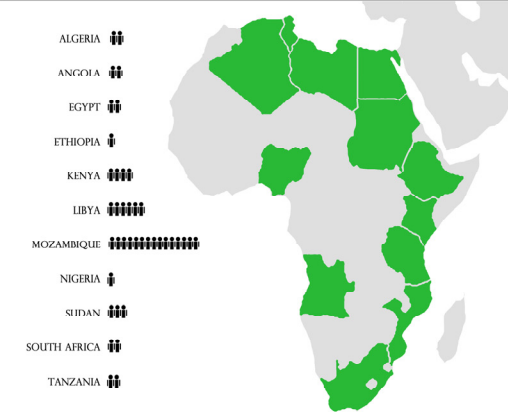 ALGERIA
ANGOLA
EGYPT
ETHIOPIA
KENYA
LIBYA
MOZAMBIQUE
NIGERIA
SUDAN
SOUTH AFRICA
TANZANIA